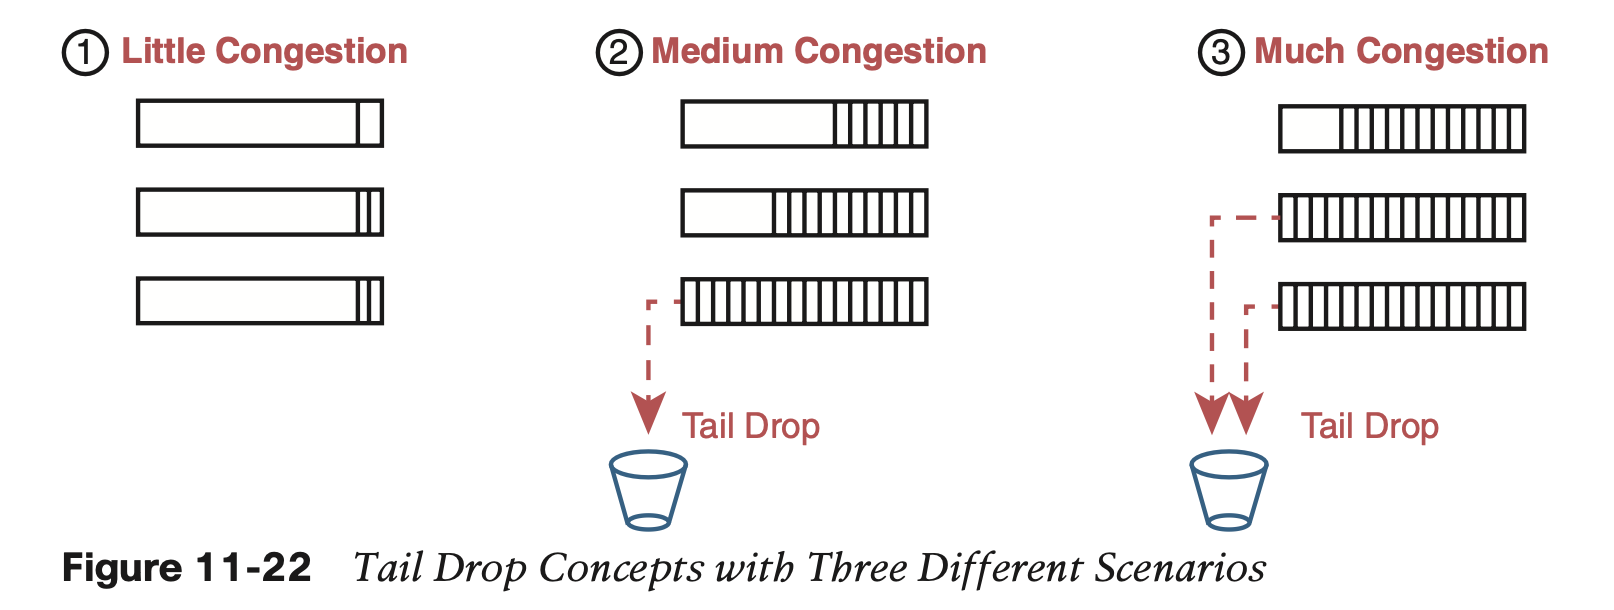 1 Little Congestion
2 Medium Congestion
3 Much Congestion
Tail Drop
Tail Drop
Figure 11-22 Tail Drop Concepts with Three Different Scenarios